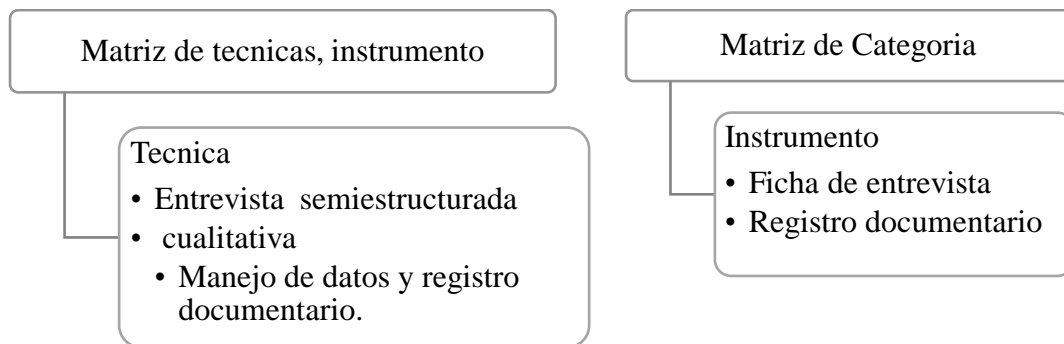 Matriz de tecnicas, instrumento
Tecnica
• Entrevista semiestructurada
• cualitativa
• Manejo de datos y registro
documentario.
Matriz de Categoria
Instrumento
• Ficha de entrevista
• Registro documentario